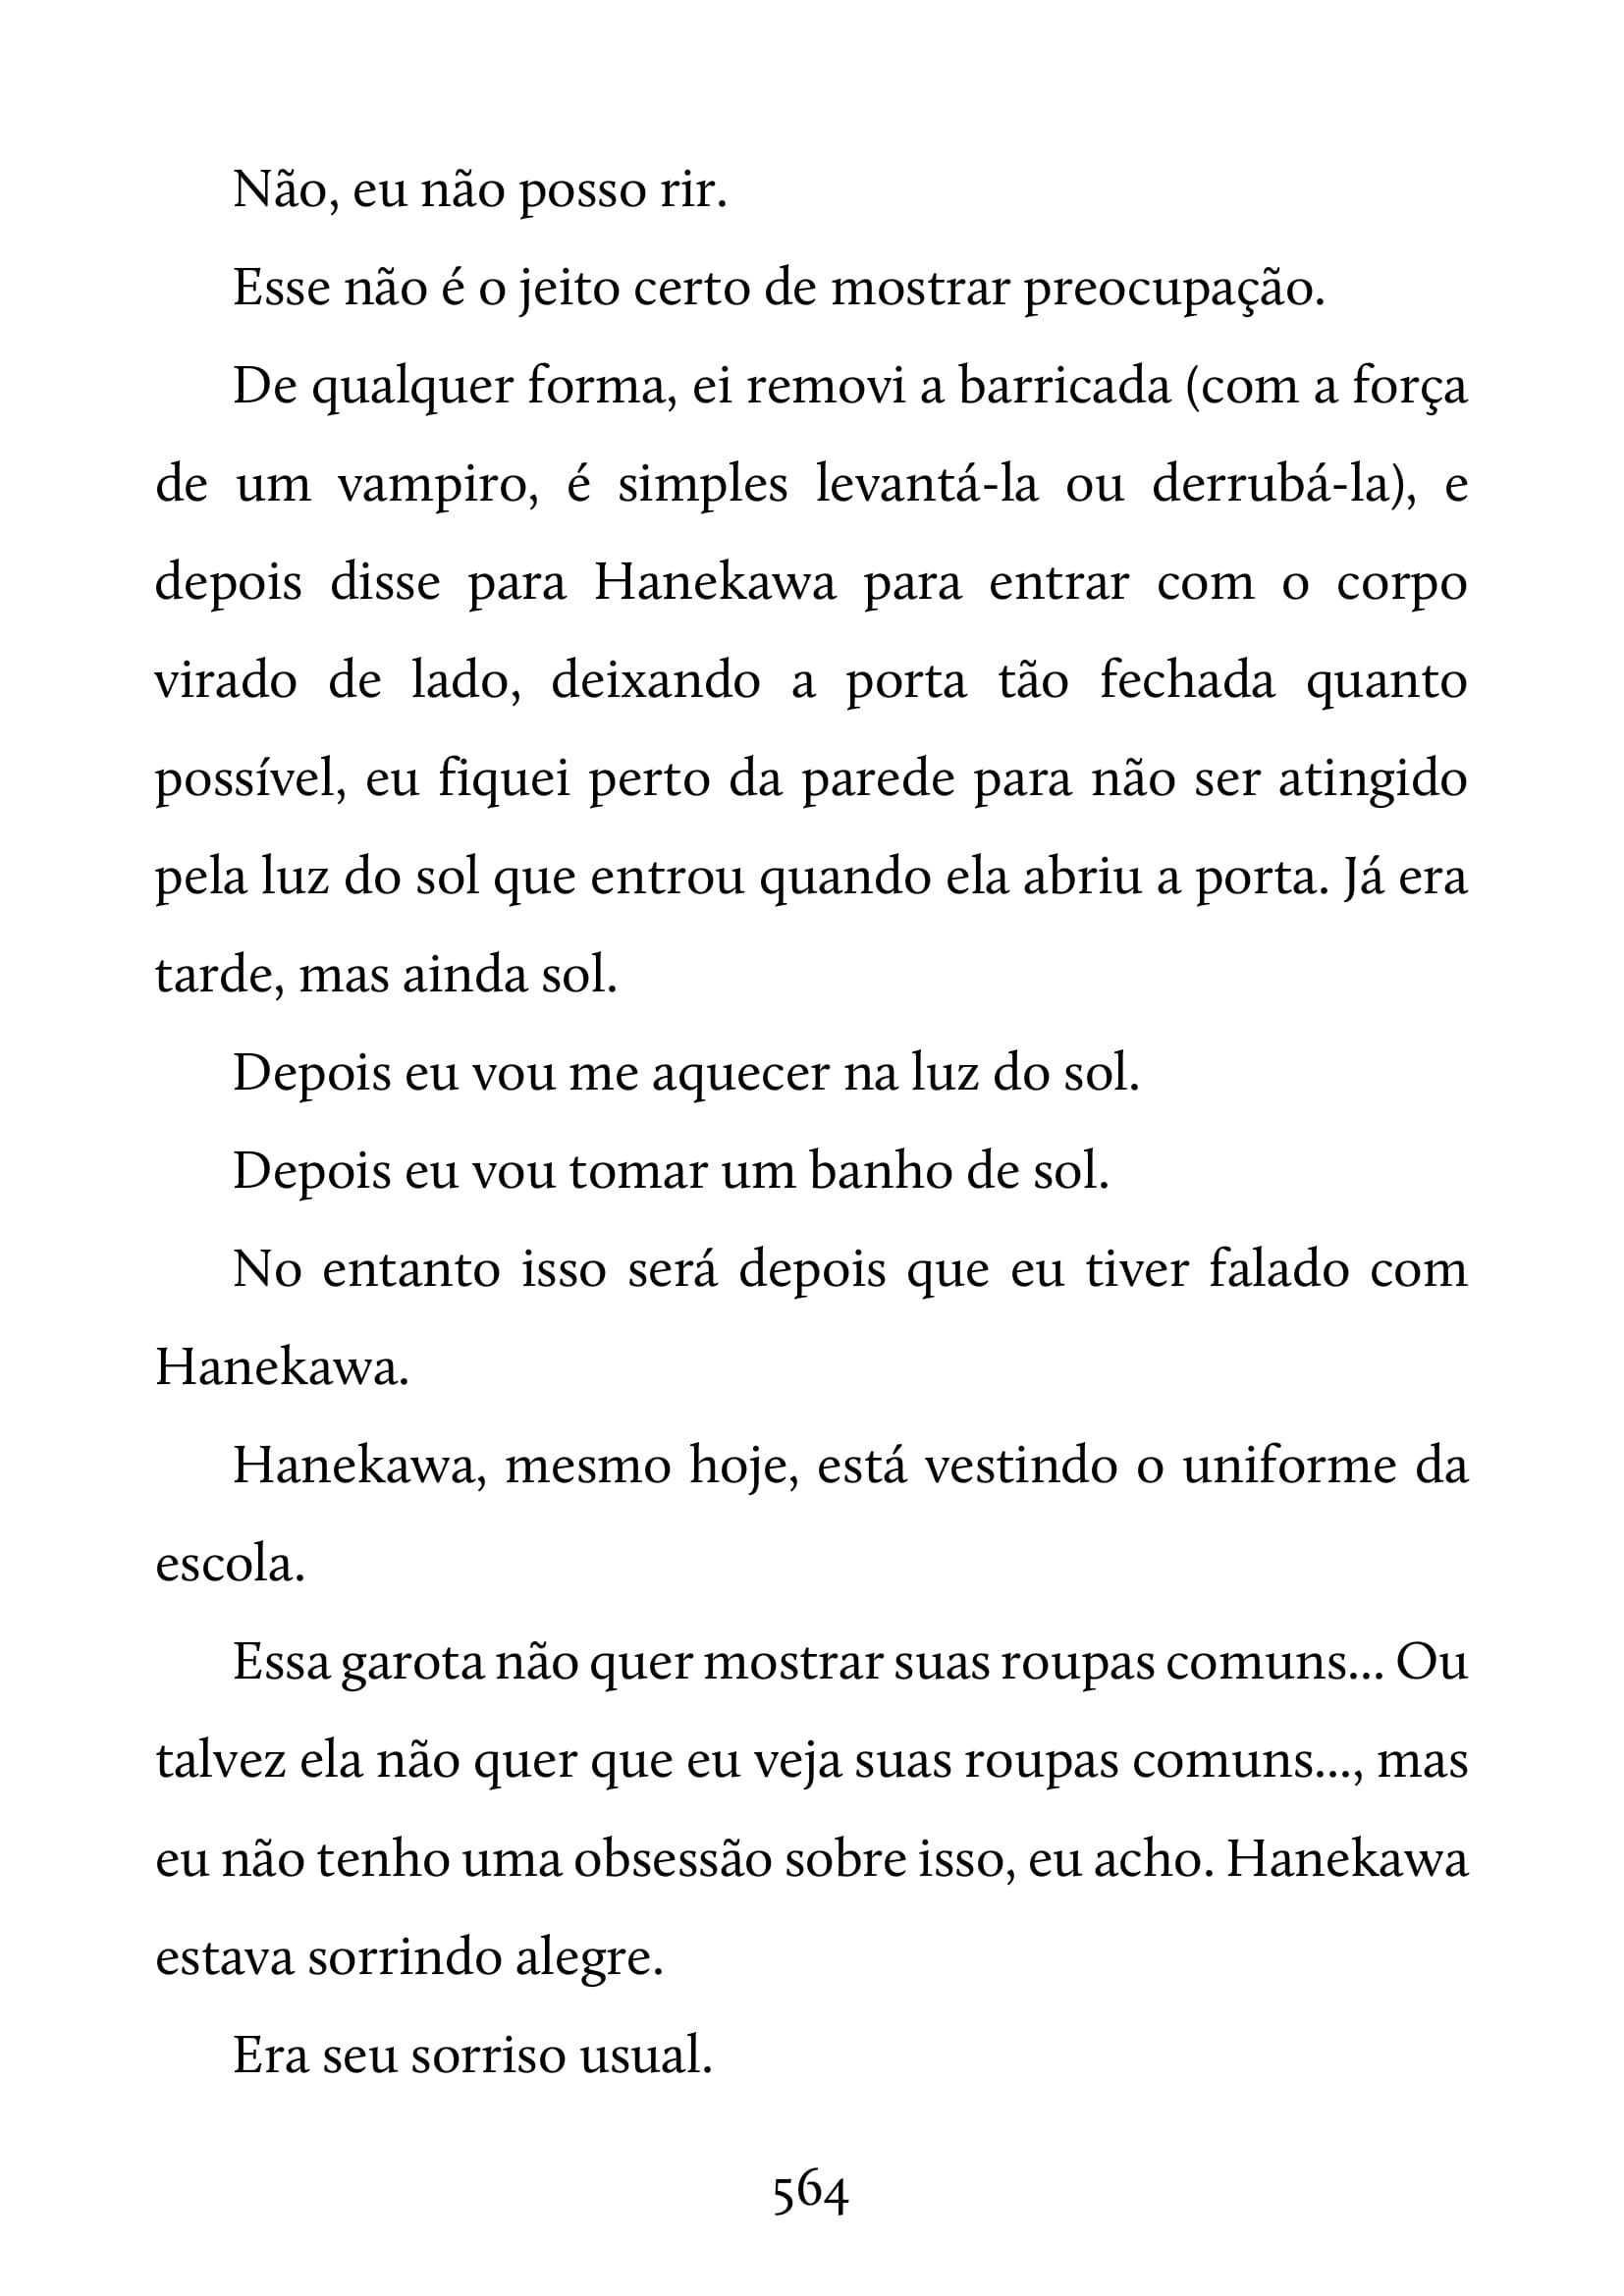 Não, eu não posso rir.
Esse não é o jeito certo de mostrar preocupação.
De qualquer forma, ei removi a barricada (com a força
de um vampiro, é simples levantá-la ou derrubá-la), e
depois disse para Hanekawa para entrar com o corpo
virado de lado, deixando a porta tão fechada quanto
possível, eu fiquei perto da parede para não ser atingido
pela luz do sol que entrou quando ela abriu a porta. Já era
tarde, mas ainda sol.
Depois eu vou me aquecer na luz do sol.
Depois eu vou tomar um banho de sol.
No entanto isso será depois que eu tiver falado com
Hanekawa.
Hanekawa, mesmo hoje, está vestindo o uniforme da
escola.
Essa garota não quer mostrar suas roupas comuns... Ou
talvez ela não quer que eu veja suas roupas comuns..., mas
eu não tenho uma obsessão sobre isso, eu acho. Hanekawa
estava sorrindo alegre.
Era seu sorriso usual.
564